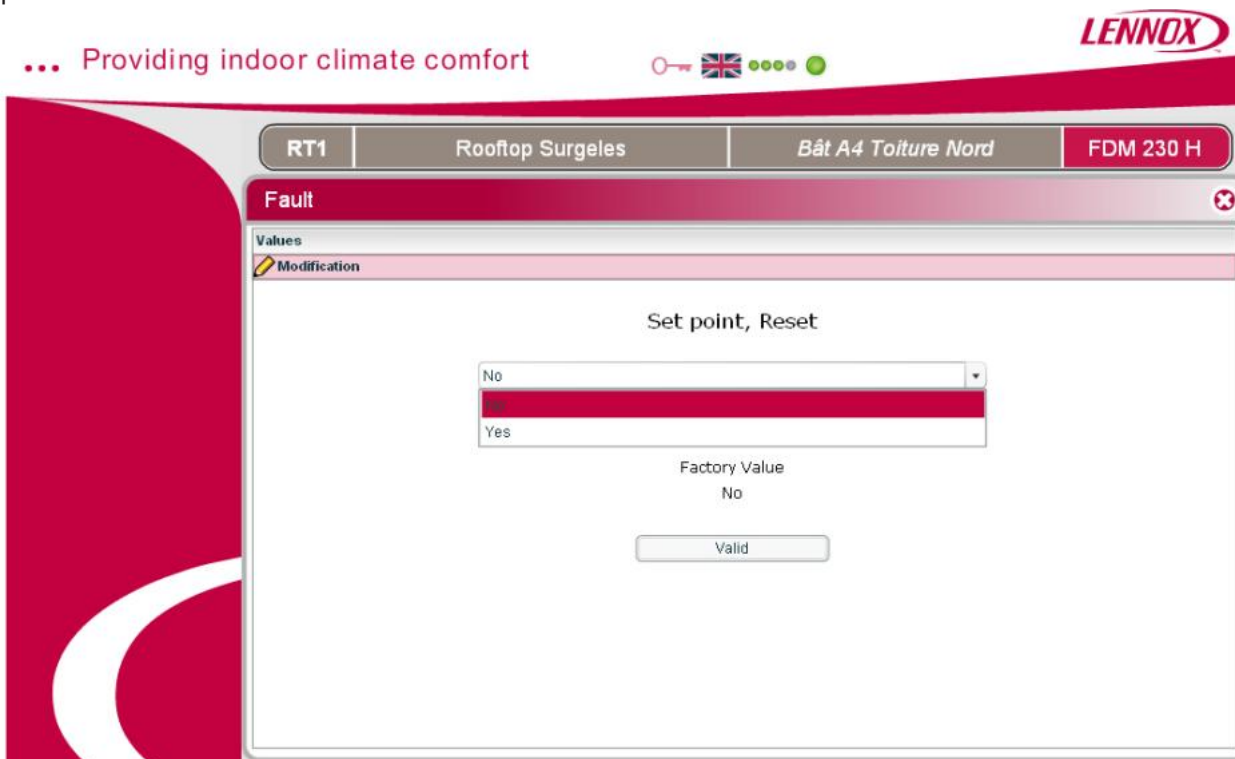 LENNOX
... Providing indoor climate comfort
RT1 Rooftop Surgeles Bât A4 Toiture Nord FDM 230 H
Fault
Values
Modification
Set point, Reset
No
No
Yes
Factory Value
No
Valid